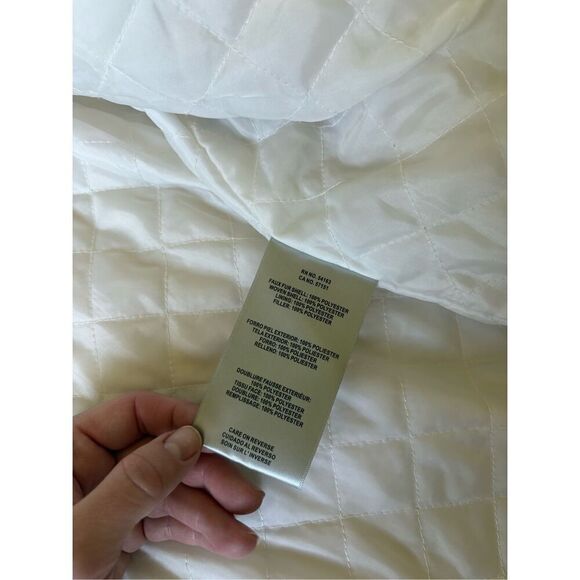 RN NO. 54163
CA NO. 57151
FAUX FUR SHELL: 100% POLYESTER
WOVEN SHELL: 100% POLYESTER
LINING: 100% POLYESTER
FILLER: 100% POLYESTER
FORRO PIEL EXTERIOR: 100% POLIESTER
TELA EXTERIOR: 100% POLIESTER
FORRO: 100% POLIESTER
RELLENO: 100% POLIESTER
DOUBLURE FAUSSE EXTERIÉUR:
100% POLYESTER
TISSU FACE: 100% POLYESTER
DOUBLURE: 100% POLYESTER
REMPLISSAGE: 100% POLYESTER
CARE ON REVERSE
CUIDADO AL REVERSO
SOIN SUR L' INVERSE